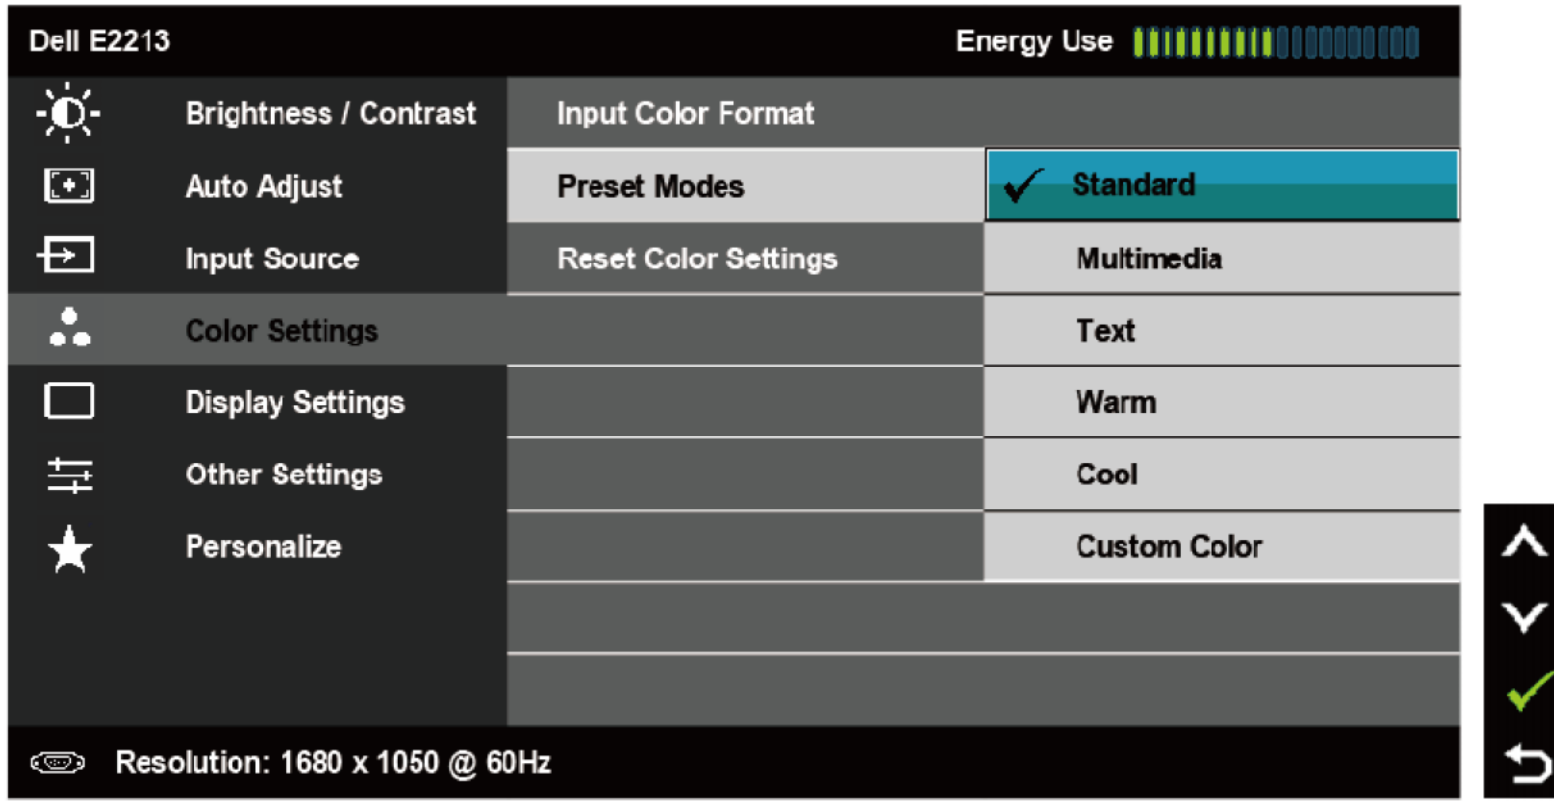 Dell E2213
Energy Use
Brightness / Contrast
Input Color Format
Auto Adjust
Preset Modes
Standard
Input Source
Reset Color Settings
Multimedia
Color Settings
Text
Display Settings
Warm
Other Settings
Cool
Personalize
Custom Color
Resolution: 1680 x 1050 @ 60Hz